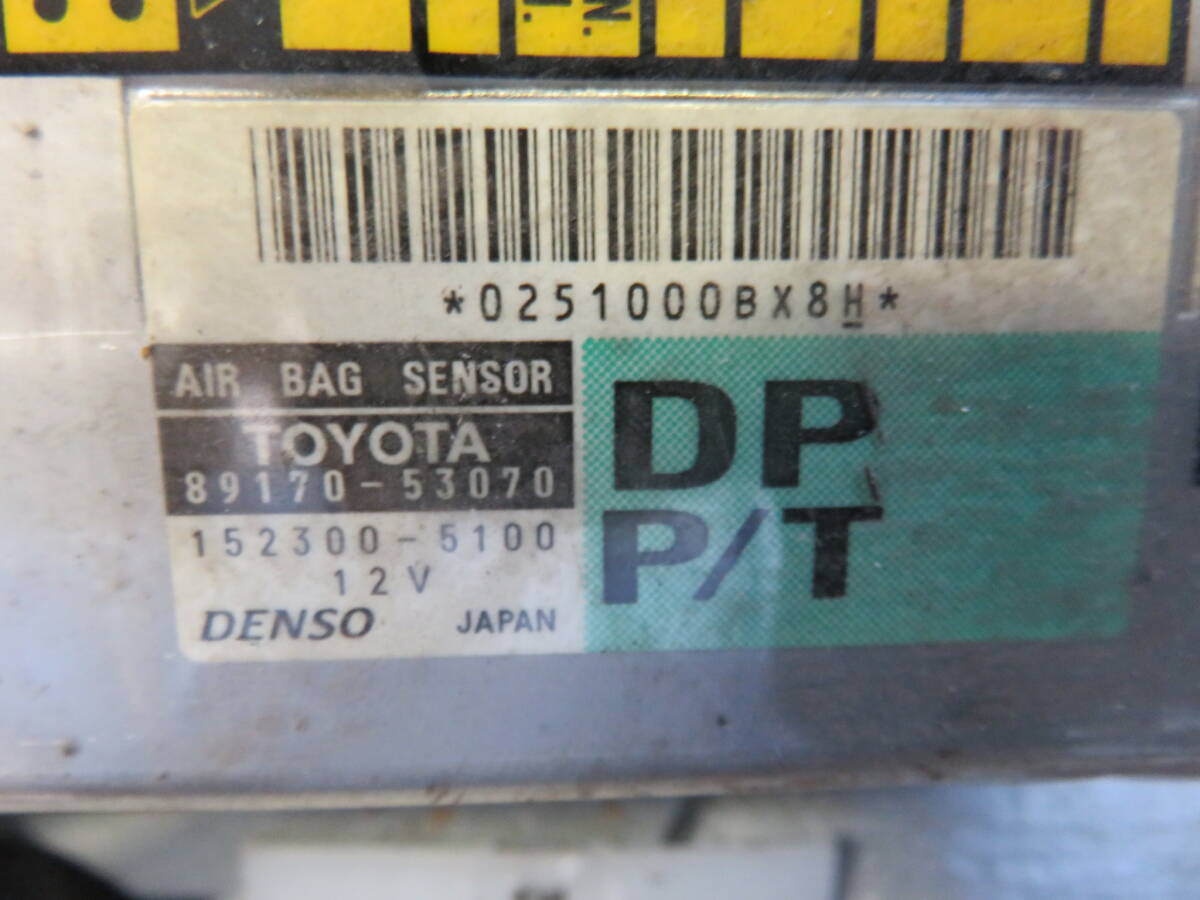 *0251000BX8H*
AIR BAG SENSOR
TOYOTA
89170-53070
152300-5100
12V
DENSO JAPAN
DP
P/T